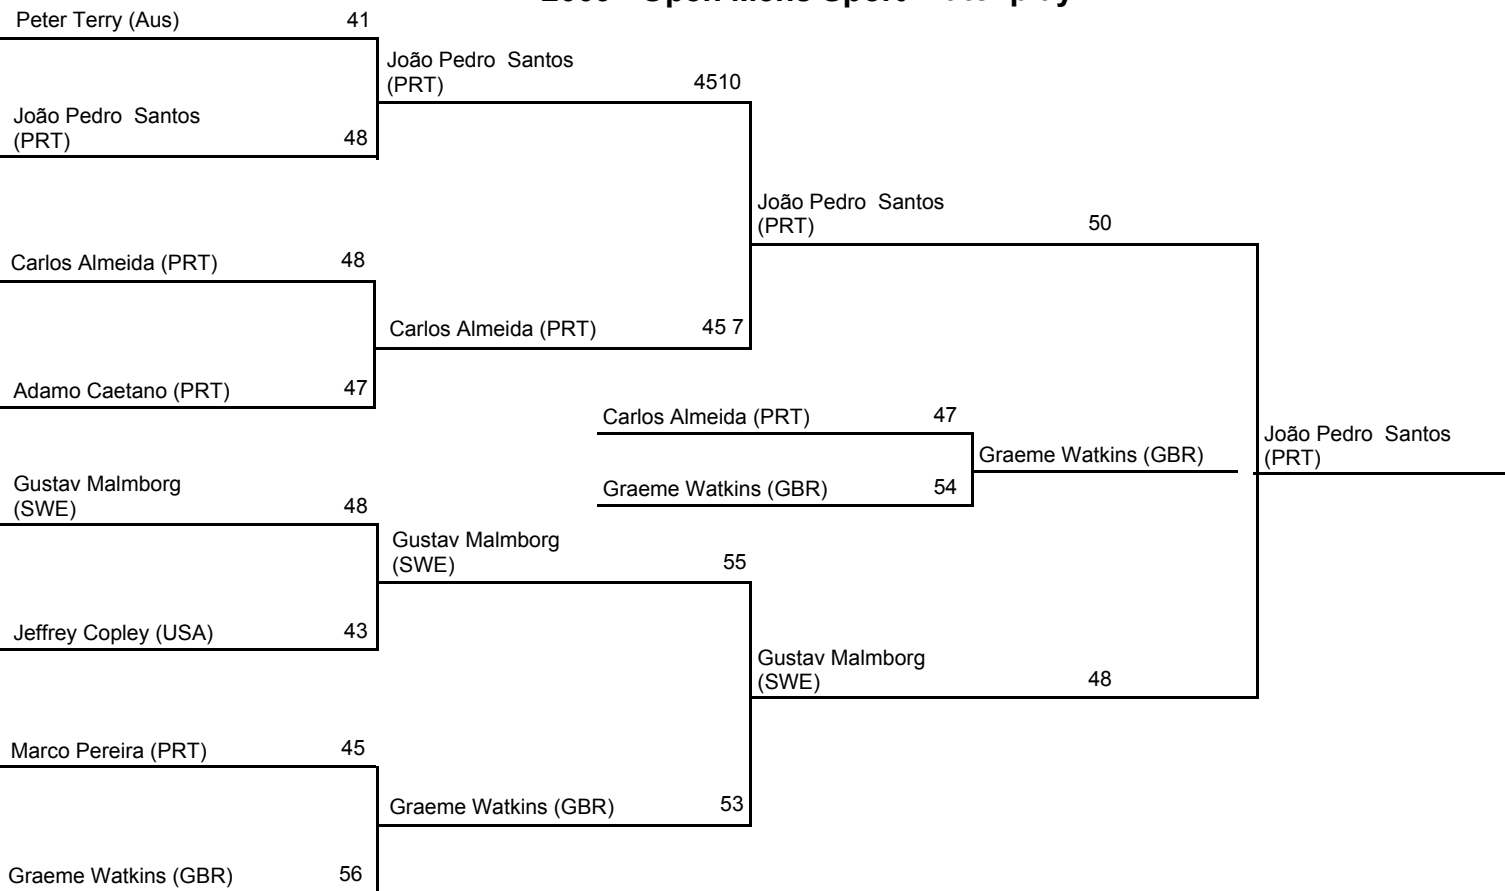 Peter Terry (Aus) 41
João Pedro Santos
(PRT) 4510
João Pedro Santos
(PRT) 48
João Pedro Santos
(PRT) 50
Carlos Almeida (PRT) 48
Carlos Almeida (PRT) 45 7
Adamo Caetano (PRT) 47
Carlos Almeida (PRT) 47
João Pedro Santos
(PRT)
Graeme Watkins (GBR)
Graeme Watkins (GBR) 54
Gustav Malmborg
(SWE) 48
Gustav Malmborg
(SWE) 55
Jeffrey Copley (USA) 43
Gustav Malmborg
(SWE) 48
Marco Pereira (PRT) 45
Graeme Watkins (GBR) 53
Graeme Watkins (GBR) 56